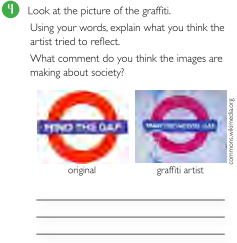 4 Look at the picture of the graffiti.
Using your words, explain what you think the
artist tried to reflect.
What comment do you think the images are
making about society?
MIND THE GAP
original
graffiti artist
commons.wikimedia.org